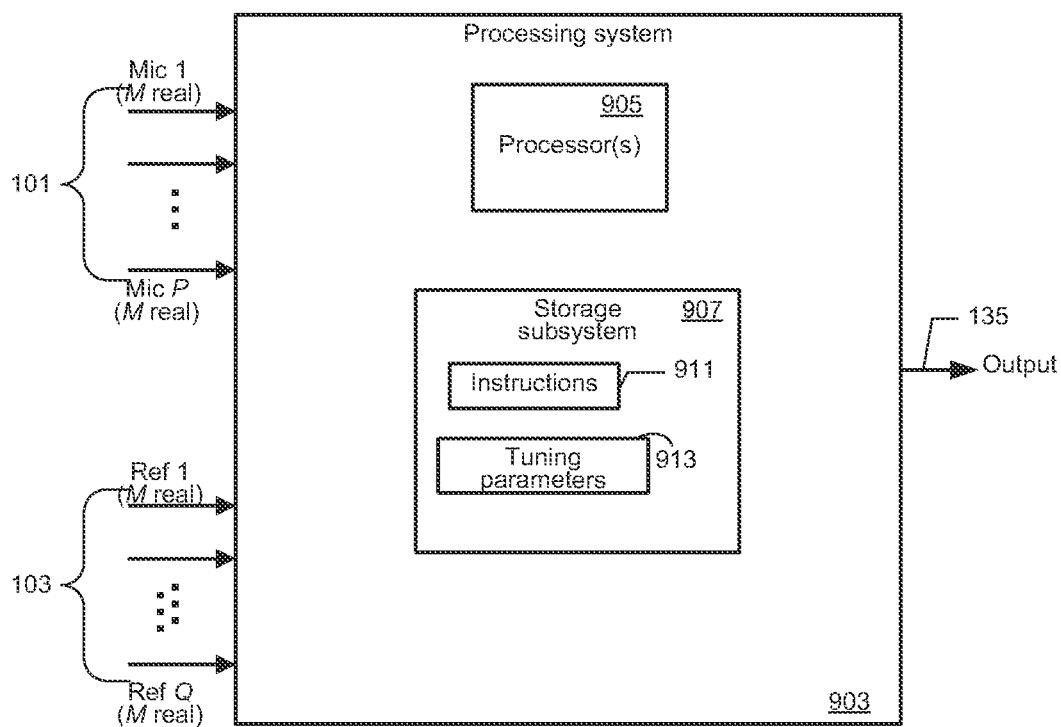 Processing system
Mic 1
(M real)
101
Mic P
(M real)
905
Processor(s)
Storage
subsystem
907
Instructions
911
Tuning
parameters
913
135
Output
Ref 1
(M real)
103
Ref Q
(M real)
903